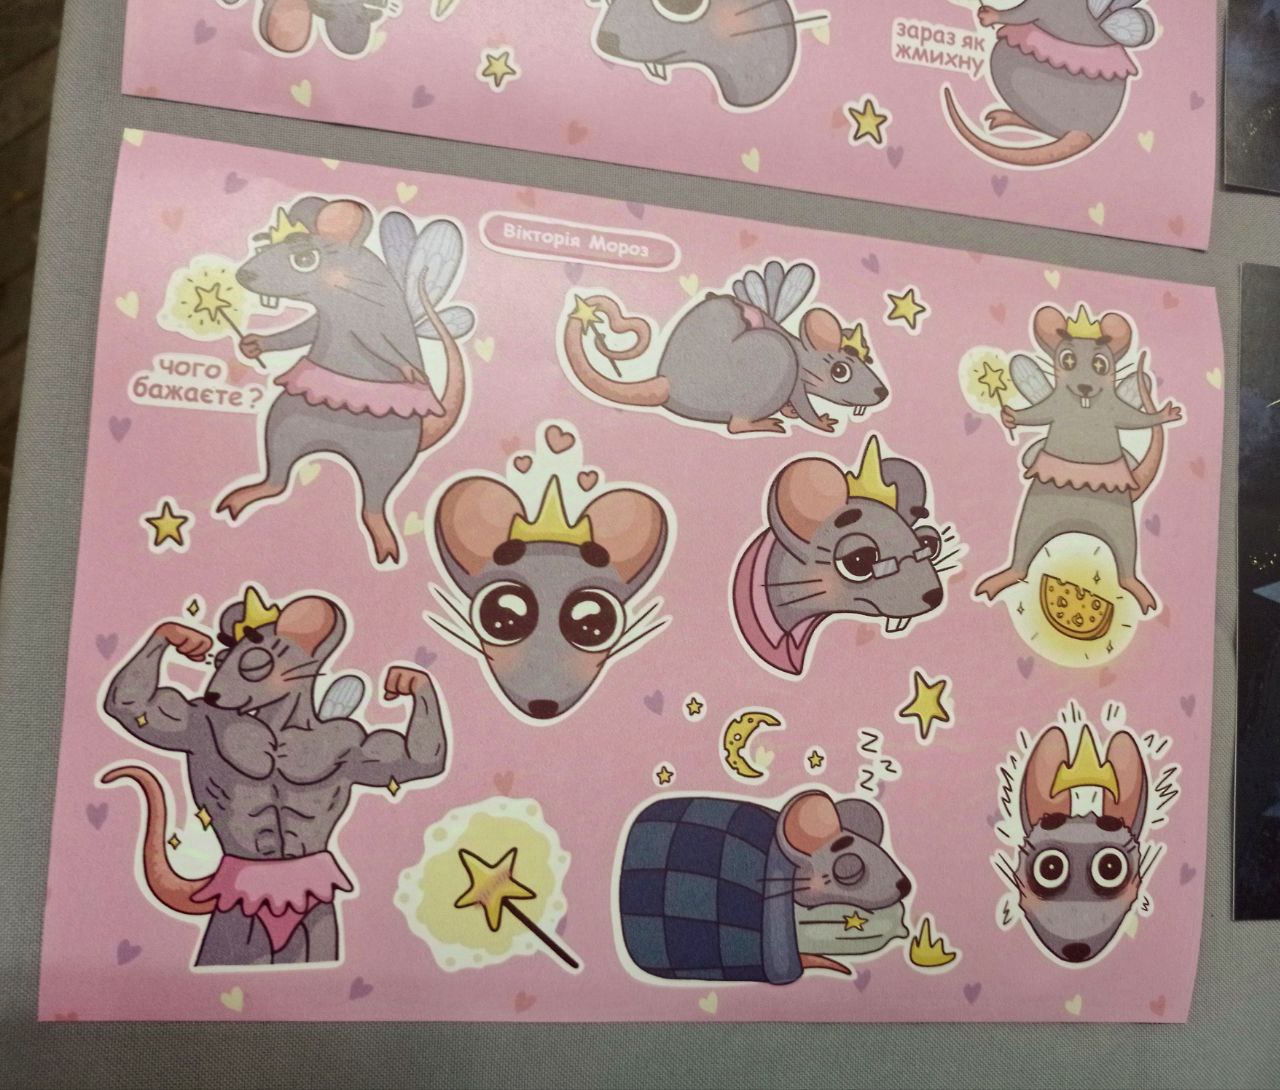 зараз як
жмихну
Вікторія Мороз
чого
бажаєте?
z
z
z
z